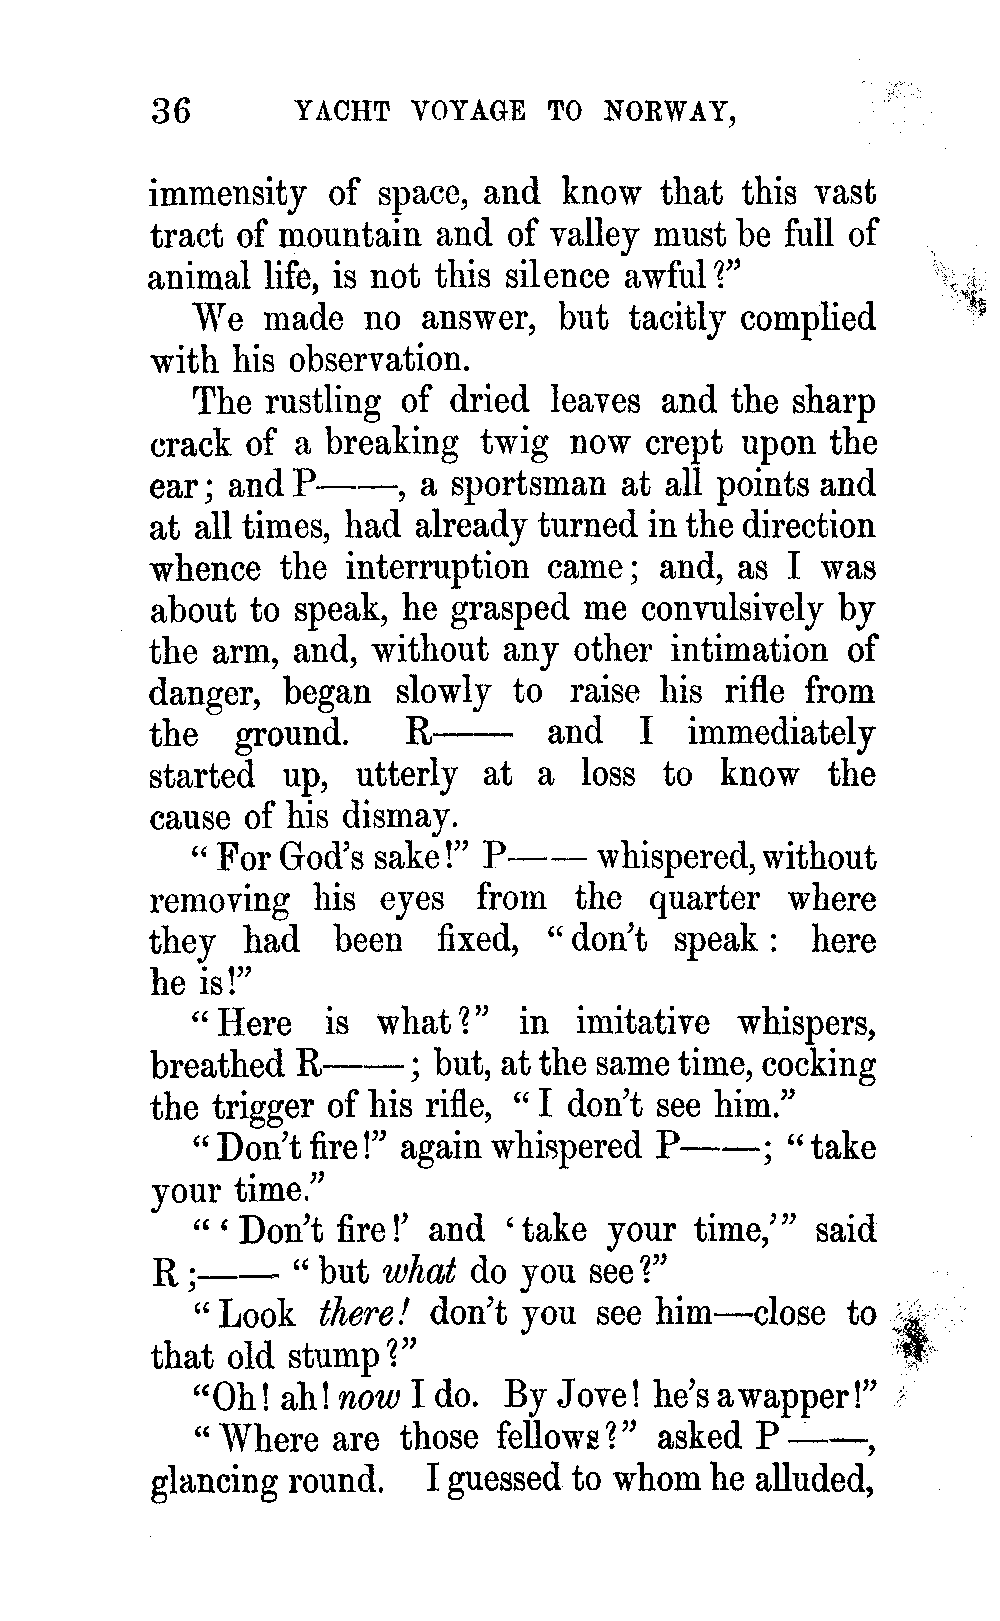 36 YACHT VOYAGE TO NORWAY,
immensity of space, and know that this vast
tract of mountain and of valley must be full of
animal life, is not this silence awful?”
We made no answer, but tacitly complied
with his observation.
The rustling of dried leaves and the sharp
crack of a breaking twig now crept upon the
ear; and P——, a sportsman at all points and
at all times, had already turned in the direction
whence the interruption came; and, as I was
about to speak, he grasped me convulsively by
the arm, and, without any other intimation of
danger, began slowly to raise his rifle from
the ground. R—— and I immediately
started up, utterly at a loss to know the
cause of his dismay.
“For God’s sake!” P—— whispered, without
removing his eyes from the quarter where
they had been fixed, “don’t speak: here
he is!”
“Here is what?” in imitative whispers,
breathed R——; but, at the same time, cocking
the trigger of his rifle, “I don’t see him.”
“Don’t fire!” again whispered P——; “take
your time.”
“‘Don’t fire!’ and ‘take your time,’” said
R;—— “but what do you see?”
“Look there! don’t you see him—close to
that old stump?”
“Oh! ah! now I do. By Jove! he’s a wapper!”
“Where are those fellows?” asked P——,
glancing round. I guessed to whom he alluded,